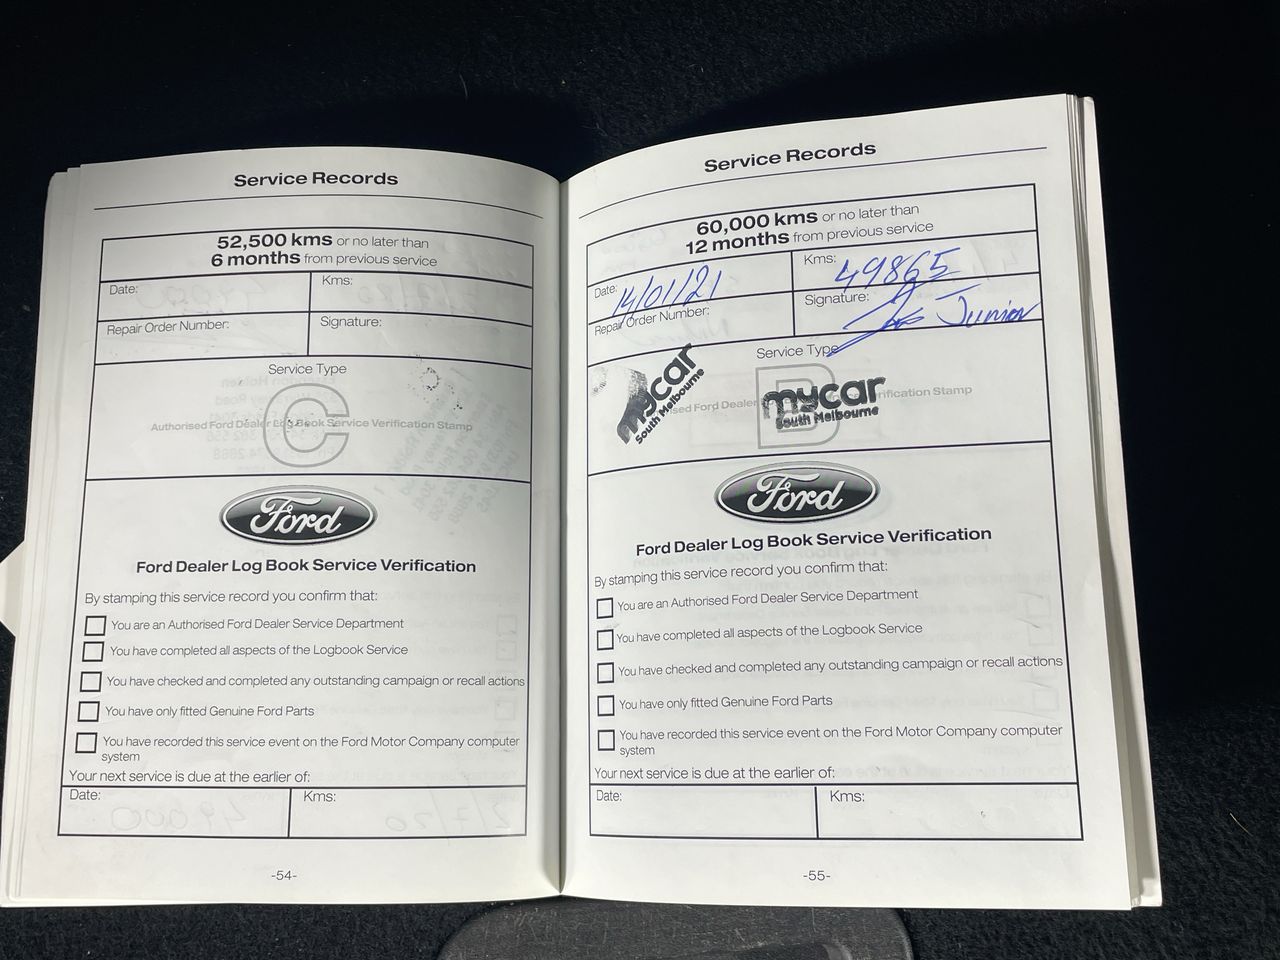 Service Records
52,500 kms or no later than
6 months from previous service
Date:
Kms:
Repair Order Number:
Signature:
Service Type
C
Authorised Ford Dealer Log Book Service Verification Stamp
Ford
Ford Dealer Log Book Service Verification
By stamping this service record you confirm that:
You are an Authorised Ford Dealer Service Department
You have completed all aspects of the Logbook Service
You have checked and completed any outstanding campaign or recall actions
You have only fitted Genuine Ford Parts
You have recorded this service event on the Ford Motor Company computer
system
Your next service is due at the earlier of:
Date:
Kms:
-54-
Service Records
60,000 kms or no later than
12 months from previous service
Date: 14/01/21
Kms: 49865
Repair Order Number:
Signature: Junior
Service Type
B
mycar
South Melbourne
mycar
South Melbourne
ised Ford Dealer
rification Stamp
Ford
Ford Dealer Log Book Service Verification
By stamping this service record you confirm that:
You are an Authorised Ford Dealer Service Department
You have completed all aspects of the Logbook Service
You have checked and completed any outstanding campaign or recall actions
You have only fitted Genuine Ford Parts
You have recorded this service event on the Ford Motor Company computer
system
Your next service is due at the earlier of:
Date:
Kms:
-55-